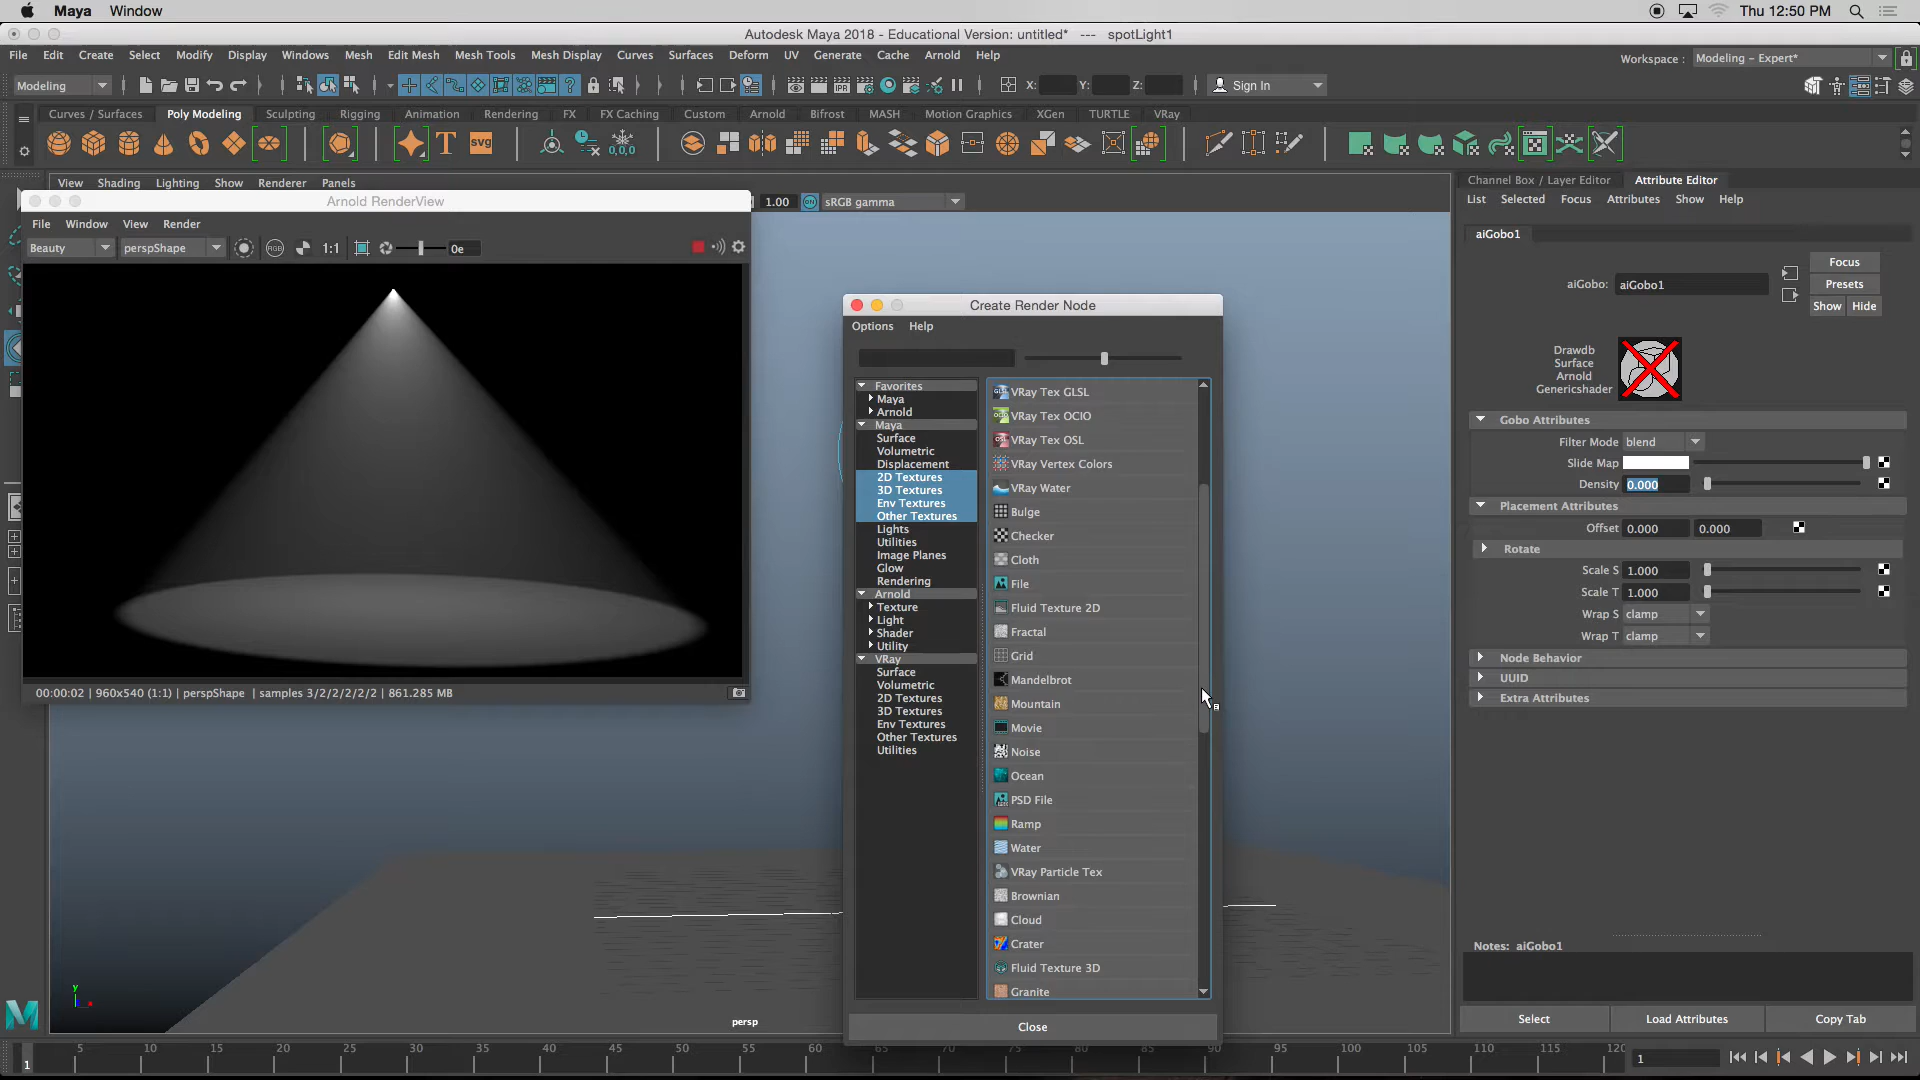 Maya Window Thu 12:50 PM
Autodesk Maya 2018 - Educational Version: untitled* --- spotLight1
File Edit Create Select Modify Display Windows Mesh Edit Mesh Mesh Tools Mesh Display Curves Surfaces Deform UV Generate Cache Arnold Help Workspace : Modeling - Expert*
Modeling X: Y: Z: Sign In
Curves / Surfaces Poly Modeling Sculpting Rigging Animation Rendering FX FX Caching Custom Arnold Bifrost MASH Motion Graphics XGen TURTLE VRay
T SVG 0,0,0
View Shading Lighting Show Renderer Panels
Channel Box / Layer Editor Attribute Editor
Arnold RenderView
1.00 ON sRGB gamma
List Selected Focus Attributes Show Help
File Window View Render
Beauty perspShape RGB 1:1 0e
aiGobo1
Focus
aiGobo: aiGobo1 Presets
Show Hide
Create Render Node
Options Help
Favorites
Maya
Arnold
Maya
Surface
Volumetric
Displacement
2D Textures
3D Textures
Env Textures
Other Textures
Lights
Utilities
Image Planes
Glow
Rendering
Arnold
Texture
Light
Shader
Utility
VRay
Surface
Volumetric
2D Textures
3D Textures
Env Textures
Other Textures
Utilities
VRay Tex GLSL
VRay Tex OCIO
VRay Tex OSL
VRay Vertex Colors
VRay Water
Bulge
Checker
Cloth
File
Fluid Texture 2D
Fractal
Grid
Mandelbrot
Mountain
Movie
Noise
Ocean
PSD File
Ramp
Water
VRay Particle Tex
Brownian
Cloud
Crater
Fluid Texture 3D
Granite
Close
Drawdb
Surface
Arnold
Genericshader
Gobo Attributes
Filter Mode blend
Slide Map
Density 0.000
Placement Attributes
Offset 0.000 0.000
Rotate
Scale S 1.000
Scale T 1.000
Wrap S clamp
Wrap T clamp
Node Behavior
UUID
Extra Attributes
00:00:02 | 960x540 (1:1) | perspShape | samples 3/2/2/2/2/2 | 861.285 MB
Notes: aiGobo1
y
x
persp
Select Load Attributes Copy Tab
1 5 10 15 20 25 30 35 40 45 50 55 60 65 70 75 80 85 90 95 100 105 110 115 120 1